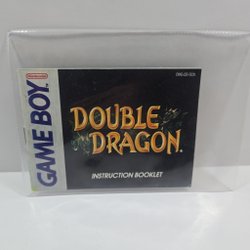 Nintendo
GAME BOY
DOUBLE
DRAGON
INSTRUCTION BOOKLET